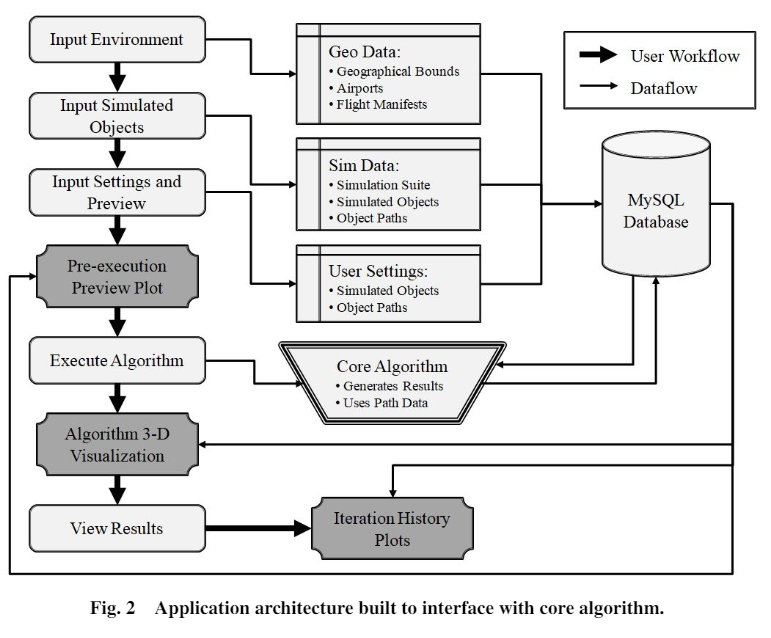 Input Environment
Input Simulated
Objects
Input Settings and
Preview
Pre-execution
Preview Plot
Execute Algorithm
Algorithm 3-D
Visualization
View Results
Geo Data:
• Geographical Bounds
• Airports
• Flight Manifests
Sim Data:
• Simulation Suite
• Simulated Objects
• Object Paths
User Settings:
• Simulated Objects
• Object Paths
Core Algorithm
• Generates Results
• Uses Path Data
Iteration History
Plots
User Workflow
Dataflow
MySQL
Database
Fig. 2 Application architecture built to interface with core algorithm.